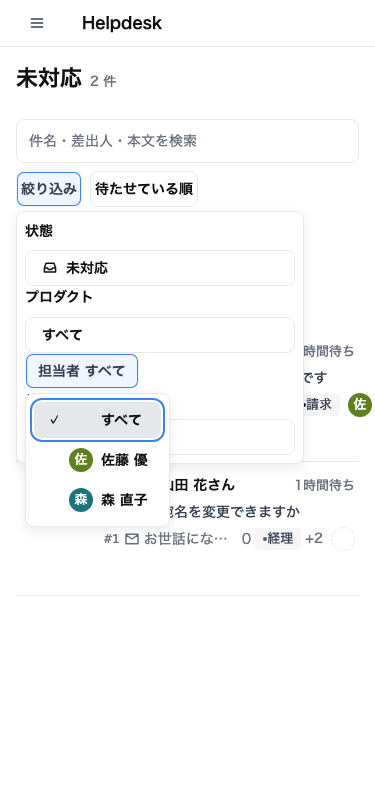 Helpdesk
未対応 2 件
件名・差出人・本文を検索
絞り込み 待たせている順
状態
未対応
プロダクト
すべて
時間待ち
担当者 すべて
です
✓ すべて
•請求 佐
佐 佐藤 優
山田 花さん 1時間待ち
森 森 直子
宛名を変更できますか
#1 お世話にな… 0 •経理 +2